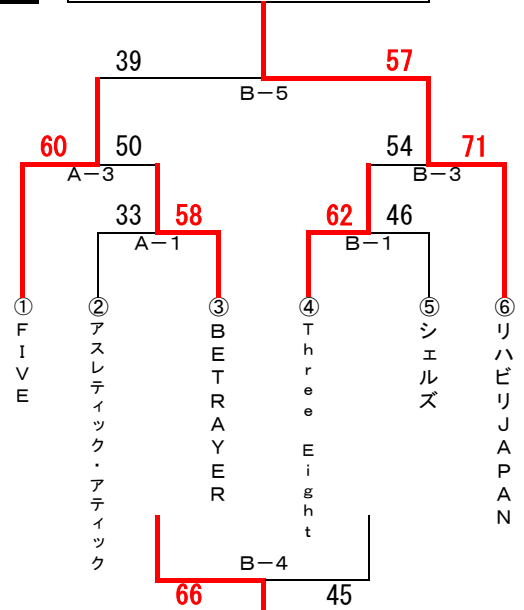 39 57
B-5
60 50 54 71
A-3 B-3
33 58 62 46
A-1 B-1
① FIVE
② アスレティック・アティック
③ BETRAYER
④ Three Eight
⑤ シェルズ
⑥ リハビリJAPAN
B-4
66 45